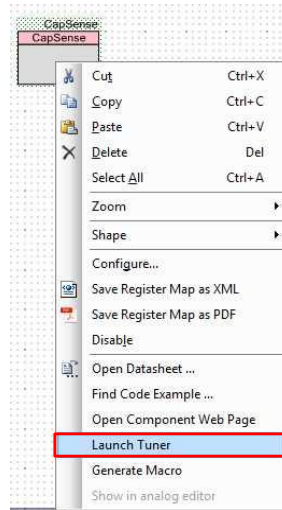 CapSense
CapSense
Cut Ctrl+X
Copy Ctrl+C
Paste Ctrl+V
Delete Del
Select All Ctrl+A
Zoom
Shape
Configure...
Save Register Map as XML
Save Register Map as PDF
Disable
Open Datasheet ...
Find Code Example ...
Open Component Web Page
Launch Tuner
Generate Macro
Show in analog editor